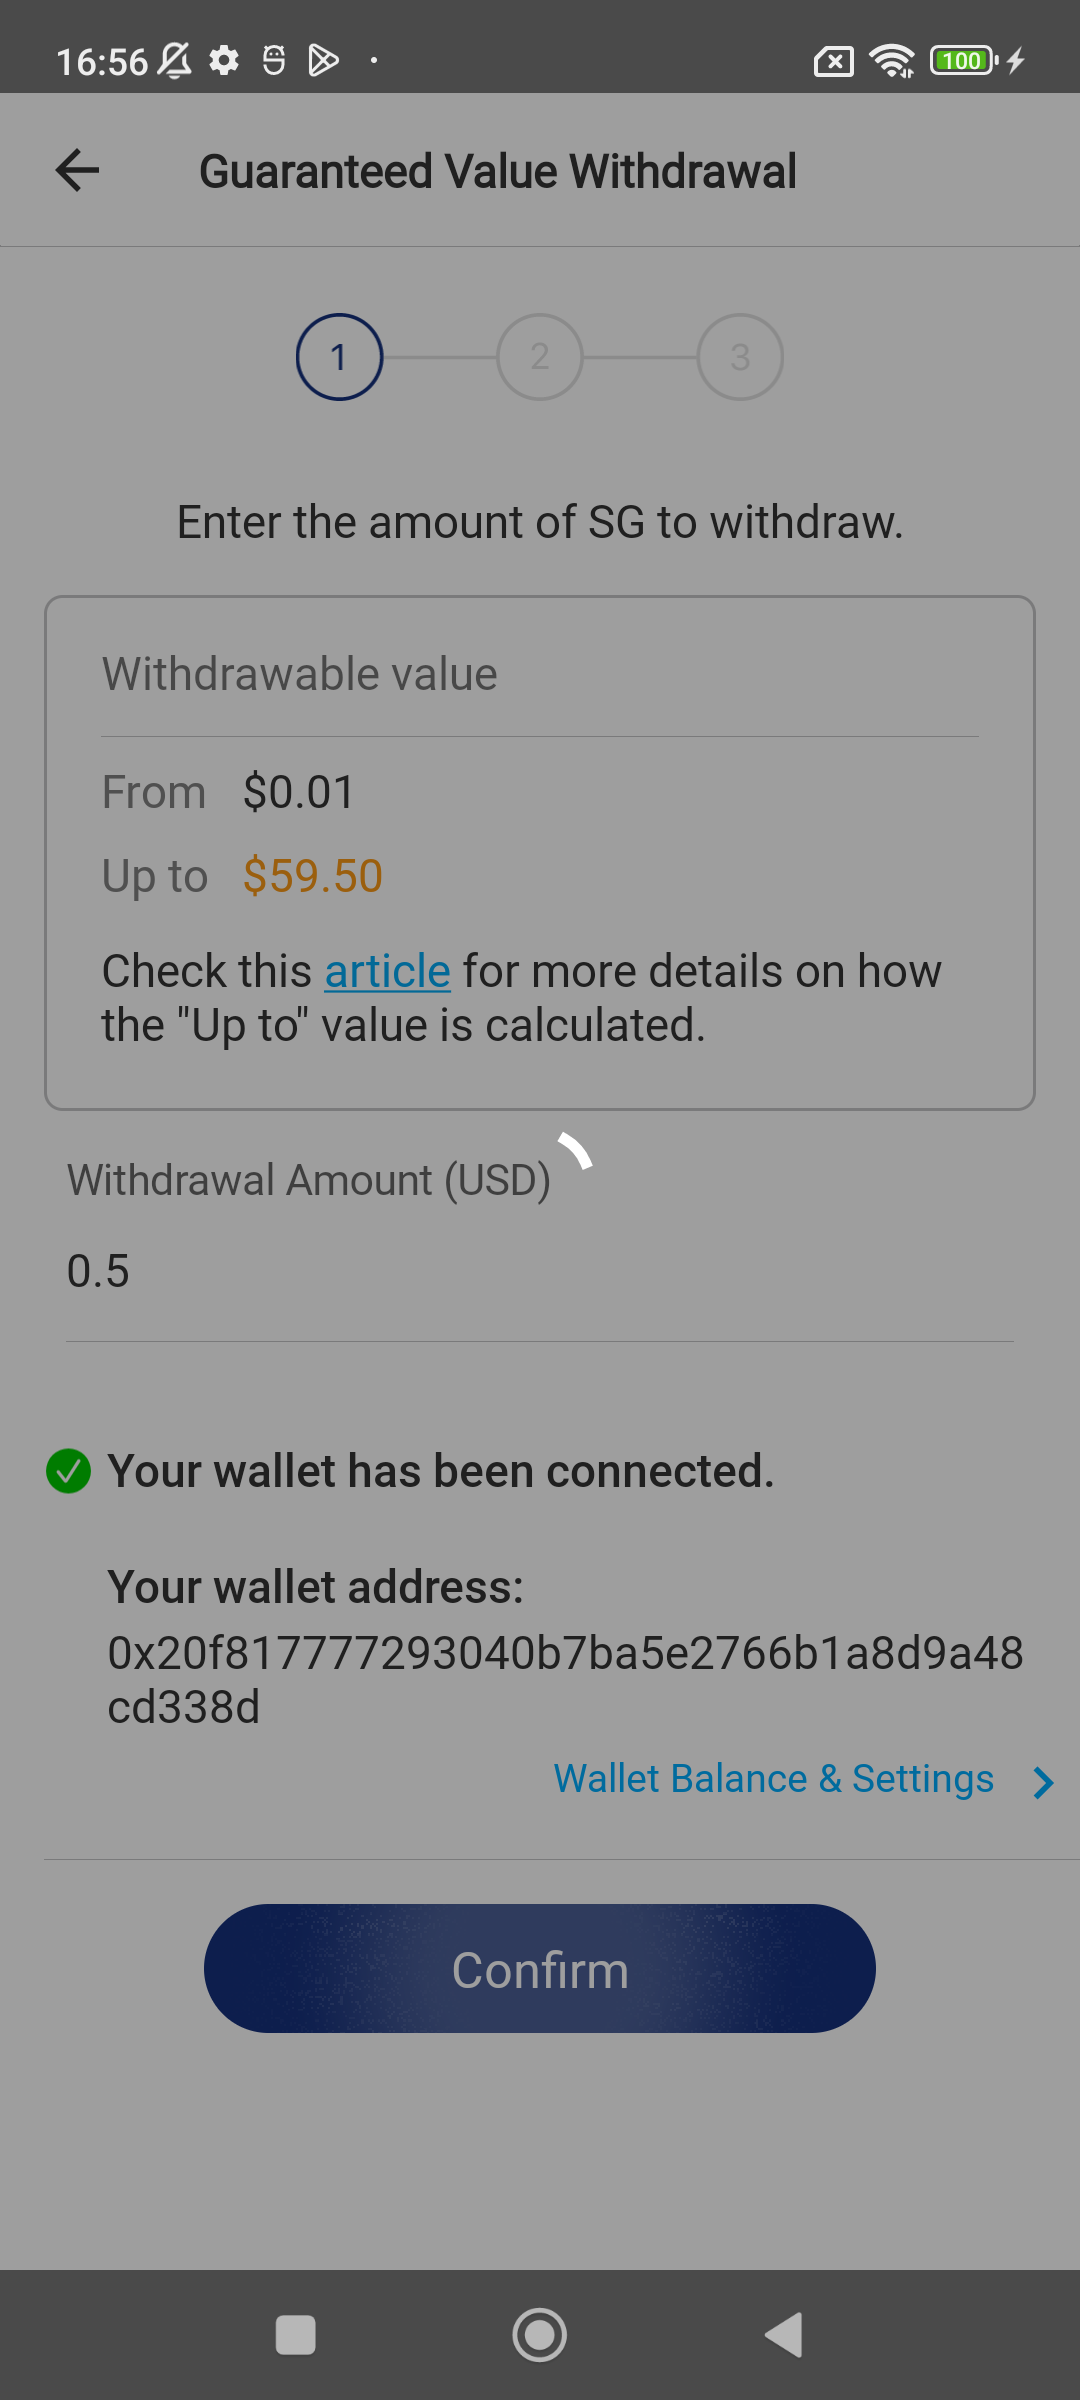 16:56
100
Guaranteed Value Withdrawal
1 2 3
Enter the amount of SG to withdraw.
Withdrawable value
From $0.01
Up to $59.50
Check this article for more details on how
the "Up to" value is calculated.
Withdrawal Amount (USD)
0.5
Your wallet has been connected.
Your wallet address:
0x20f817777293040b7ba5e2766b1a8d9a48
cd338d
Wallet Balance & Settings
Confirm